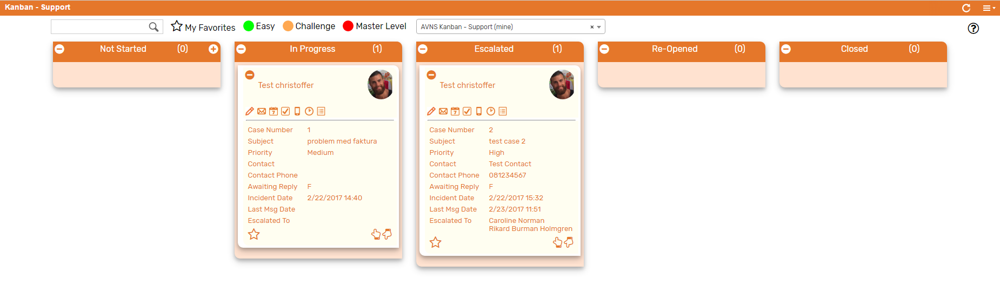 Kanban - Support
My Favorites
Easy
Challenge
Master Level
AVNS Kanban - Support (mine)
Not Started (0)
In Progress (1)
Test christoffer
7
Case Number 1
Subject problem med faktura
Priority Medium
Contact
Contact Phone
Awaiting Reply F
Incident Date 2/22/2017 14:40
Last Msg Date
Escalated To
Escalated (1)
Test christoffer
7
Case Number 2
Subject test case 2
Priority High
Contact Test Contact
Contact Phone 081234567
Awaiting Reply F
Incident Date 2/22/2017 15:32
Last Msg Date 2/23/2017 11:51
Escalated To Caroline Norman
Rikard Burman Holmgren
Re-Opened (0)
Closed (0)